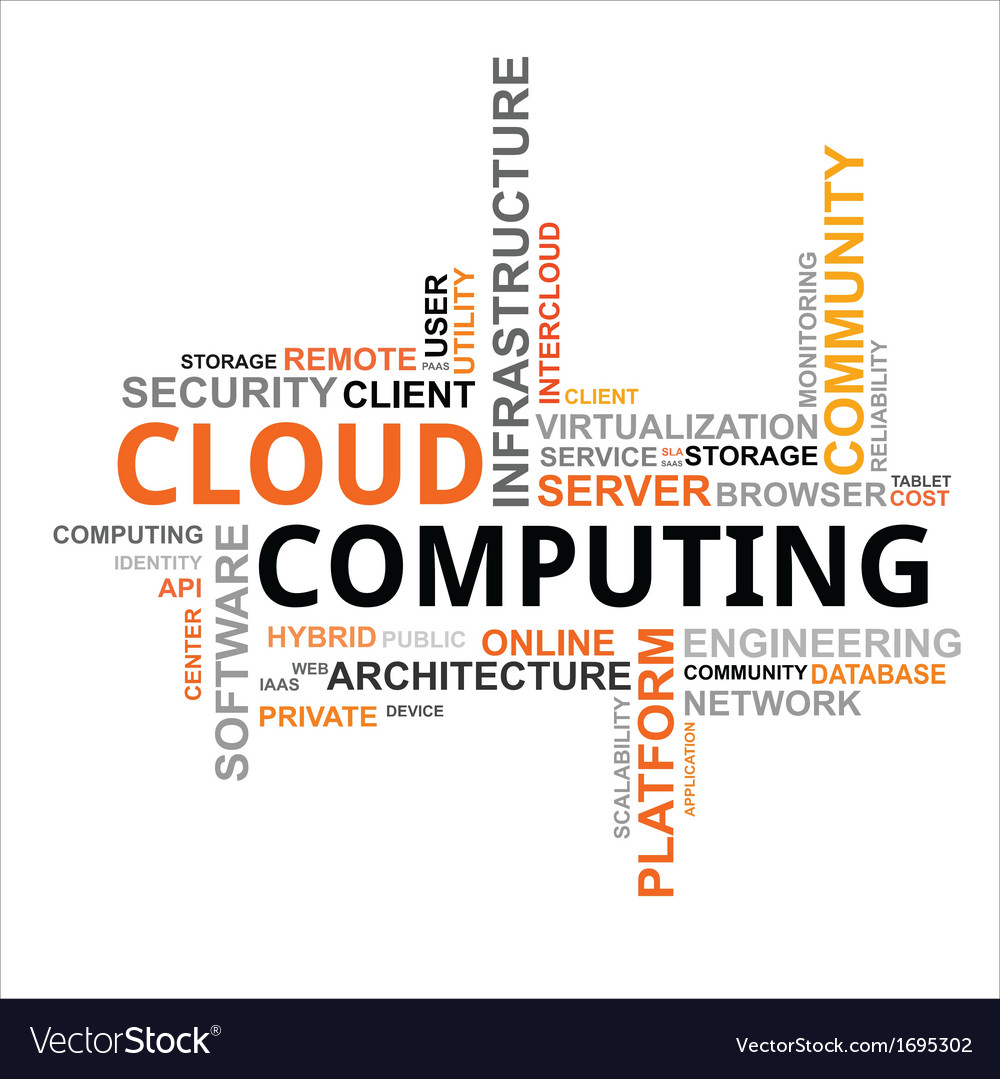 INFRASTRUCTURE
COMMUNITY
INTERCLOUD
MONITORING
USER
UTILITY
STORAGE REMOTE PAAS
RELIABILITY
SECURITY CLIENT
CLIENT
VIRTUALIZATION
CLOUD
SERVICE SLA SAAS STORAGE
SERVER BROWSER TABLET
COST
COMPUTING
COMPUTING
IDENTITY
API
SOFTWARE
CENTER
HYBRID PUBLIC ONLINE
PLATFORM
ENGINEERING
WEB
IAAS ARCHITECTURE
COMMUNITY DATABASE
NETWORK
PRIVATE DEVICE
SCALABILITY
APPLICATION
VectorStock®
VectorStock.com/1695302